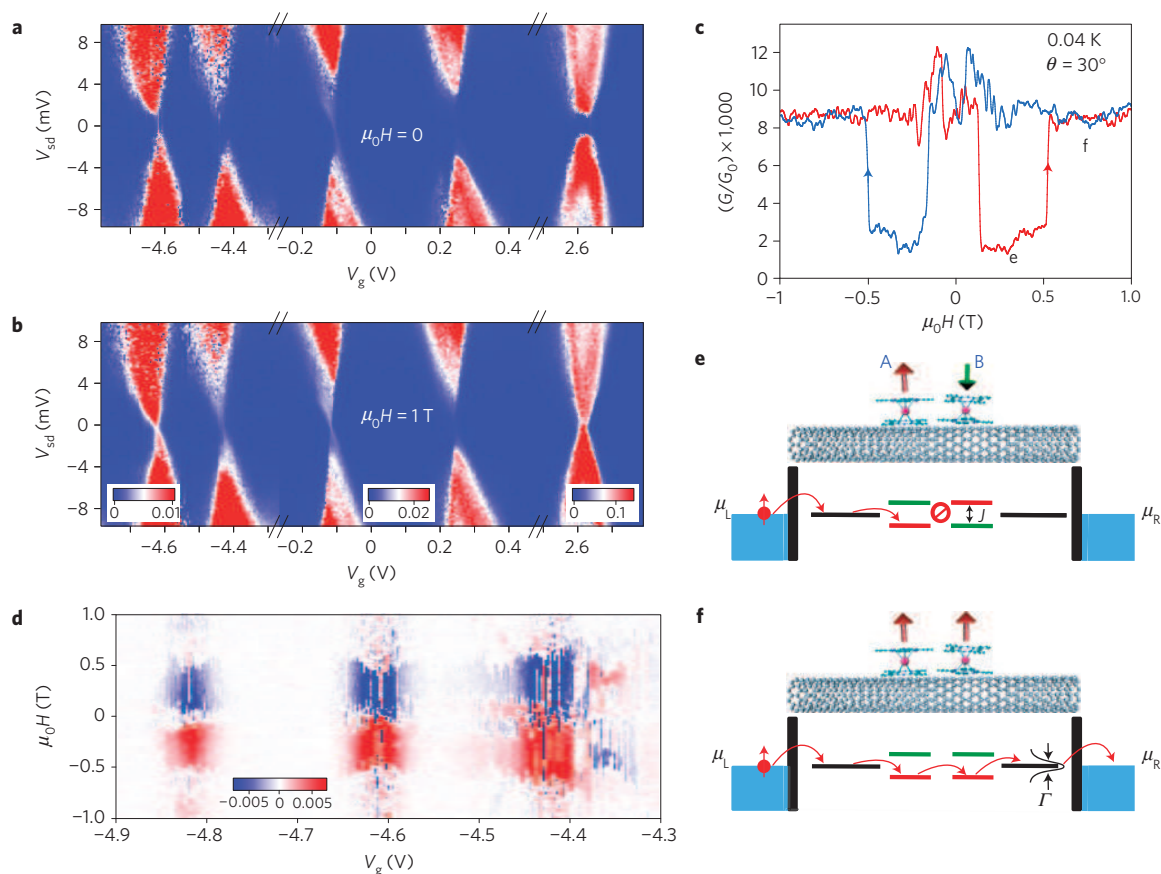 a
8
4
0
−4
−8
V_sd (mV)
μ₀H = 0
−4.6
−4.4
−0.2
0
0.2
0.4
2.6
V_g (V)
b
8
4
0
−4
−8
V_sd (mV)
μ₀H = 1 T
0
0.01
0
0.02
0
0.1
−4.6
−4.4
−0.2
0
0.2
0.4
2.6
V_g (V)
c
12
10
8
6
4
2
0
(G/G₀) × 1,000
0.04 K
θ = 30°
f
e
−1
−0.5
0
0.5
1.0
μ₀H (T)
d
1.0
0.5
0
−0.5
−1.0
μ₀H (T)
−0.005 0 0.005
−4.9
−4.8
−4.7
−4.6
−4.5
−4.4
−4.3
V_g (V)
e
A
B
μ_L
J
μ_R
f
μ_L
Γ
μ_R